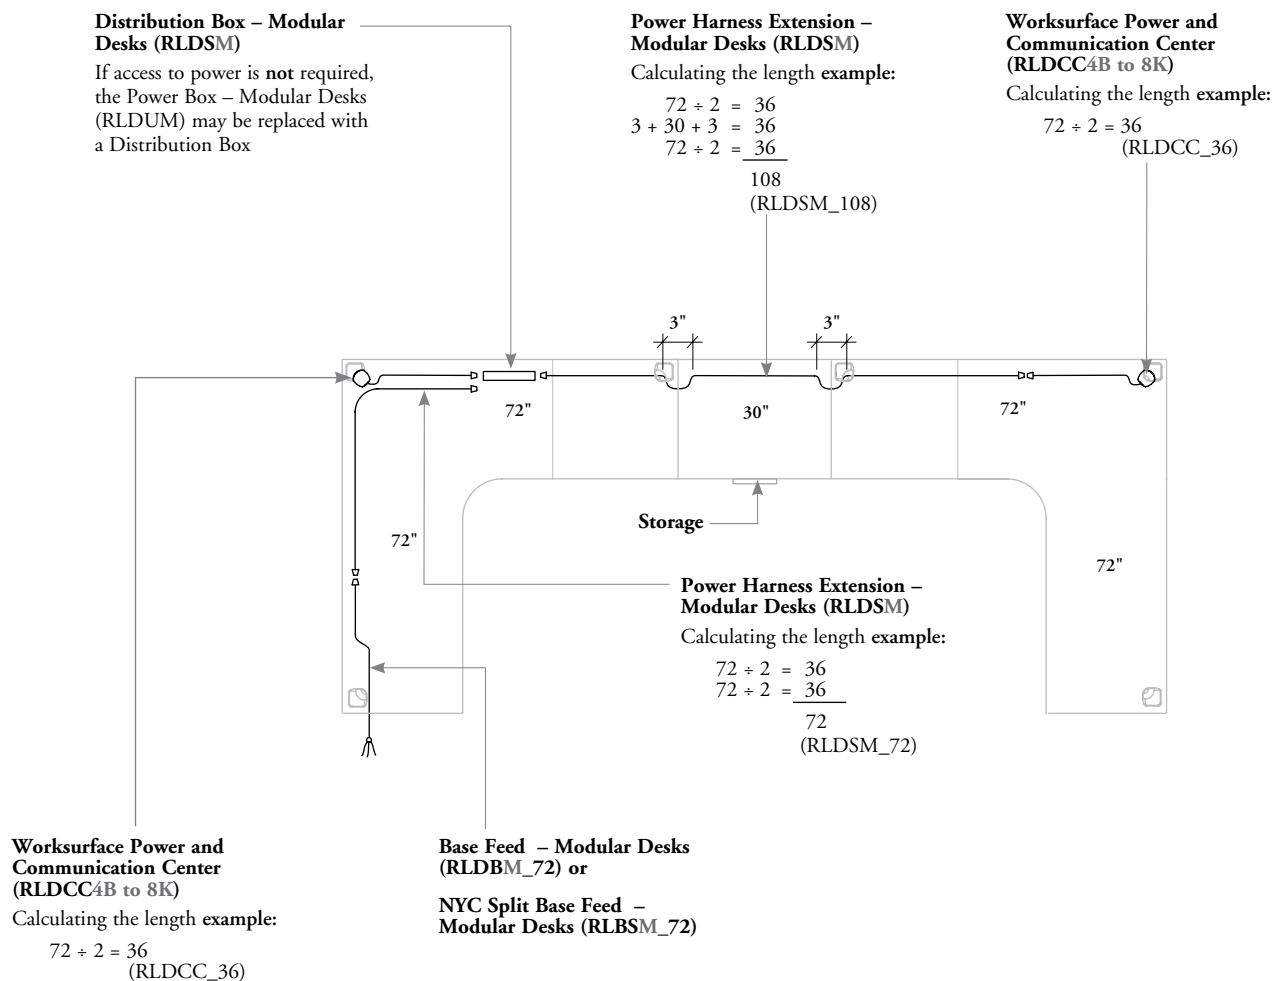 Distribution Box – Modular
Desks (RLDSM)
If access to power is not required,
the Power Box – Modular Desks
(RLDUM) may be replaced with
a Distribution Box
Power Harness Extension –
Modular Desks (RLDSM)
Calculating the length example:
72 ÷ 2 = 36
3 + 30 + 3 = 36
72 ÷ 2 = 36
108
(RLDSM_108)
Worksurface Power and
Communication Center
(RLDCC4B to 8K)
Calculating the length example:
72 ÷ 2 = 36
(RLDCC_36)
3"
3"
72"
30"
72"
Storage
72"
72"
Power Harness Extension –
Modular Desks (RLDSM)
Calculating the length example:
72 ÷ 2 = 36
72 ÷ 2 = 36
72
(RLDSM_72)
Worksurface Power and
Communication Center
(RLDCC4B to 8K)
Calculating the length example:
72 ÷ 2 = 36
(RLDCC_36)
Base Feed – Modular Desks
(RLDBM_72) or
NYC Split Base Feed –
Modular Desks (RLBSM_72)